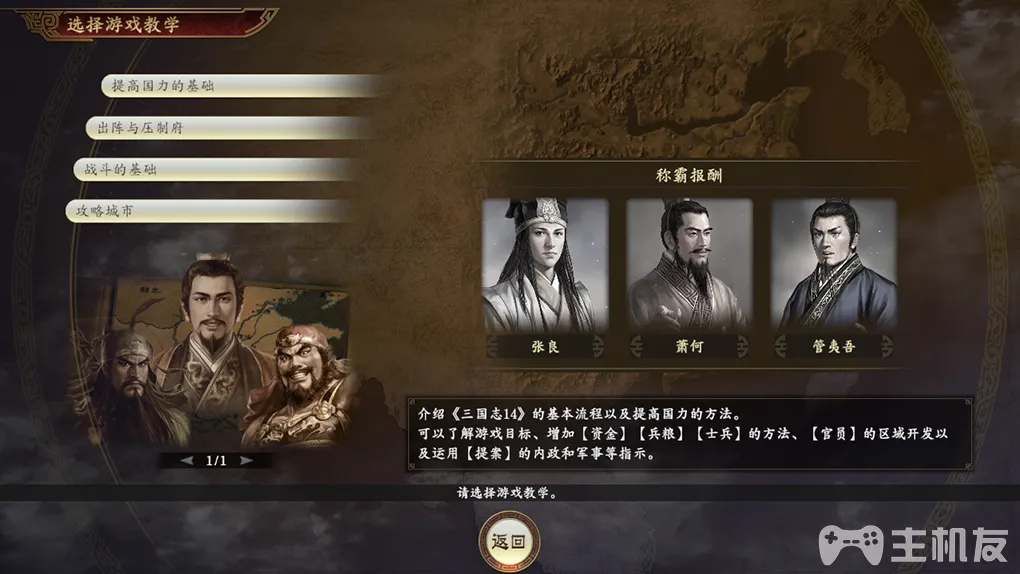 选择游戏教学
提高国力的基础
出阵与压制府
战斗的基础
攻略城市
称霸报酬
张良
萧何
管夷吾
1/1
介绍《三国志14》的基本流程以及提高国力的方法。
可以了解游戏目标、增加【资金】【兵粮】【士兵】的方法、【官员】的区域开发以
及运用【提案】的内政和军事等指示。
请选择游戏教学。
返回
主机友